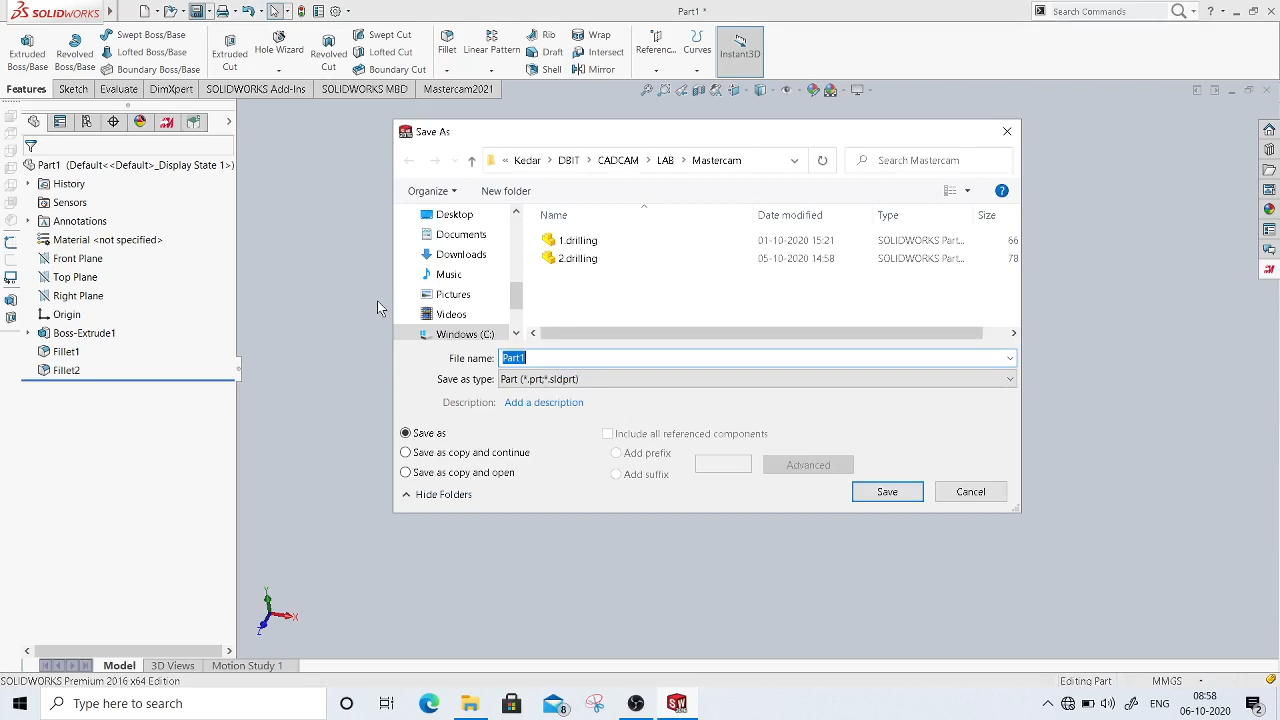 SOLIDWORKS
Part1 *
Search Commands
Extruded Boss/Base
Revolved Boss/Base
Swept Boss/Base
Lofted Boss/Base
Boundary Boss/Base
Extruded Cut
Hole Wizard
Revolved Cut
Swept Cut
Lofted Cut
Boundary Cut
Fillet
Linear Pattern
Rib
Draft
Shell
Wrap
Intersect
Mirror
Referenc...
Curves
Instant3D
Features
Sketch
Evaluate
DimXpert
SOLIDWORKS Add-Ins
SOLIDWORKS MBD
Mastercam2021
Part1 (Default<<Default>_Display State 1>)
History
Sensors
Annotations
Material <not specified>
Front Plane
Top Plane
Right Plane
Origin
Boss-Extrude1
Fillet1
Fillet2
Save As
« Kedar > DBIT > CADCAM > LAB > Mastercam
Search Mastercam
Organize
New folder
Desktop
Documents
Downloads
Music
Pictures
Videos
Windows (C:)
Name Date modified Type Size
1.drilling 01-10-2020 15:21 SOLIDWORKS Part... 66
2.drilling 05-10-2020 14:58 SOLIDWORKS Part... 78
File name: Part1
Save as type: Part (*.prt;*.sldprt)
Description: Add a description
Save as
Save as copy and continue
Save as copy and open
Include all referenced components
Add prefix
Add suffix
Advanced
Hide Folders
Save
Cancel
Y
X
Z
Model
3D Views
Motion Study 1
SOLIDWORKS Premium 2016 x64 Edition
Editing Part
MMGS
Type here to search
8
SW
ENG
08:58
06-10-2020
2